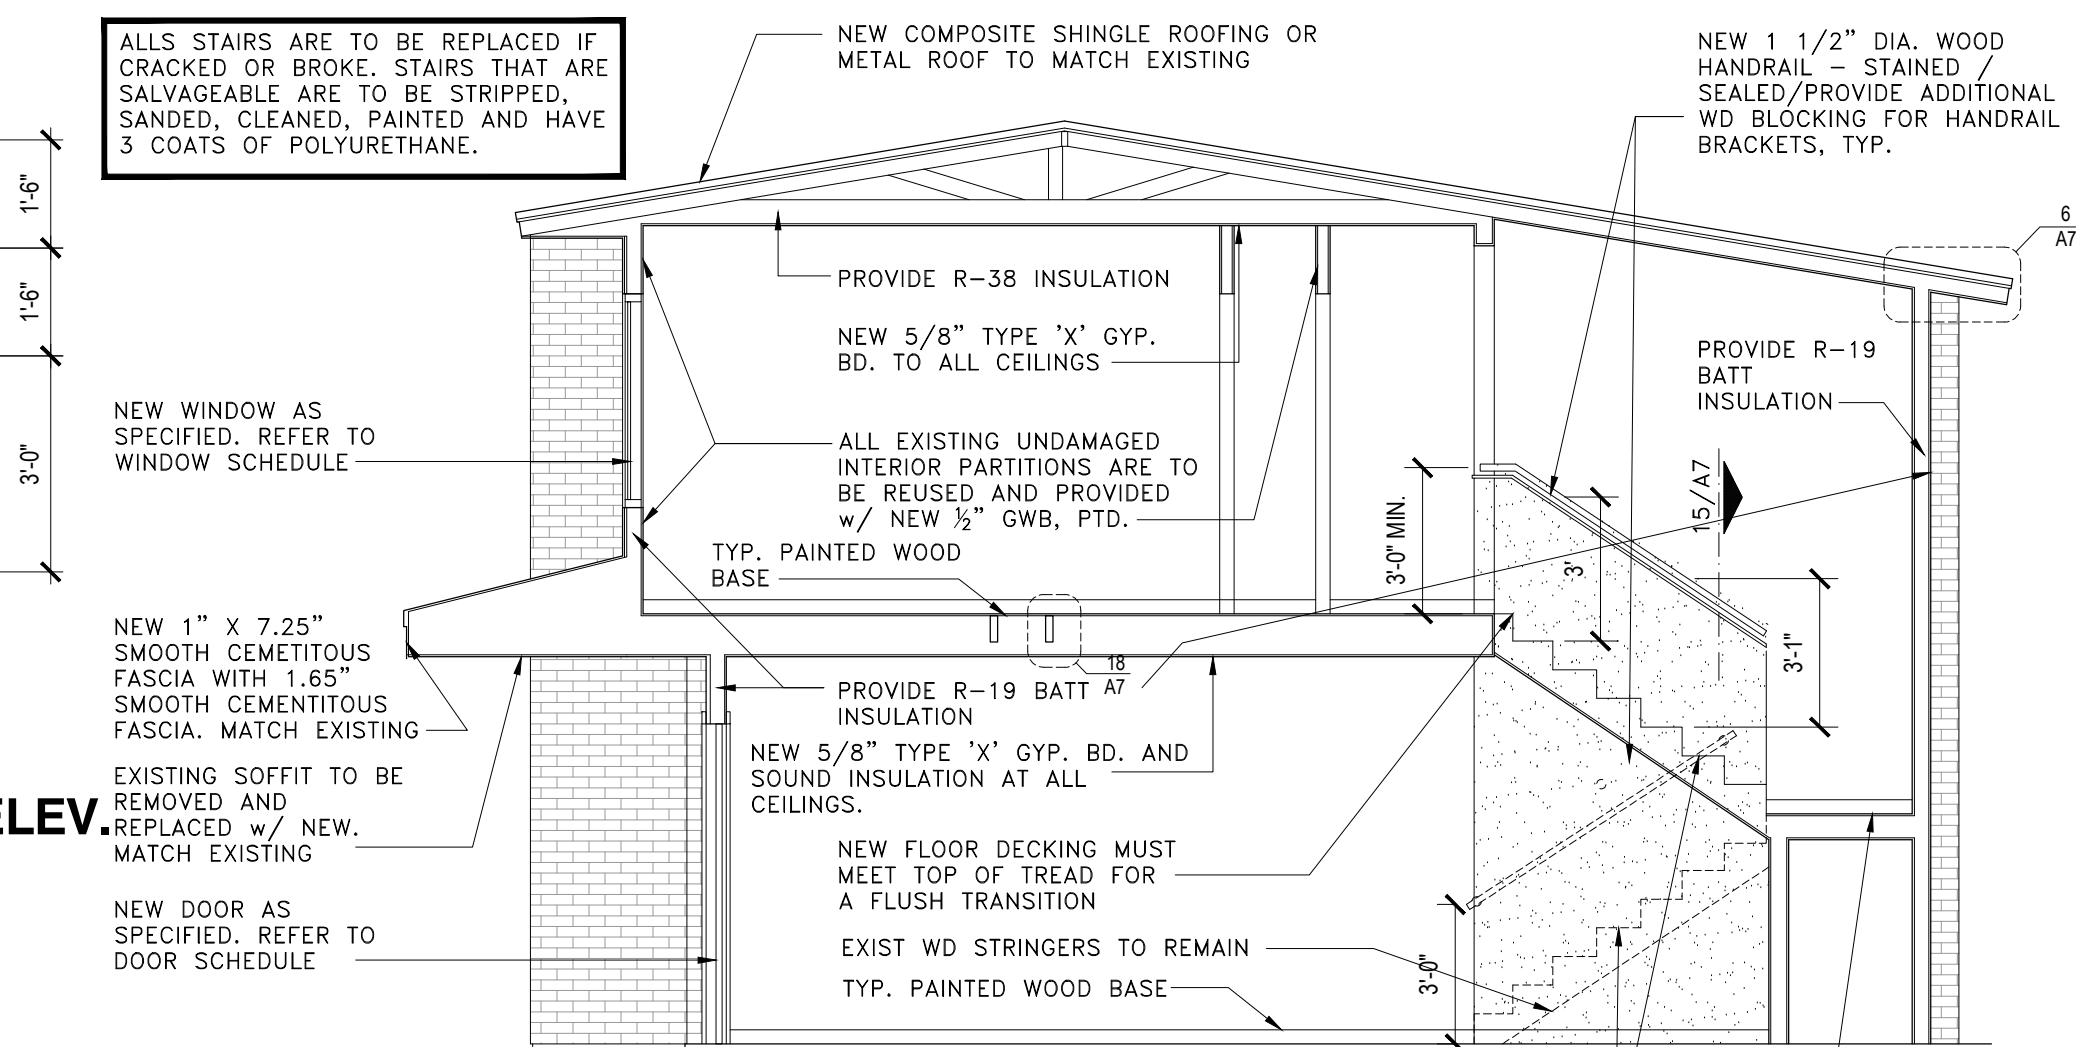 ALLS STAIRS ARE TO BE REPLACED IF
CRACKED OR BROKE. STAIRS THAT ARE
SALVAGEABLE ARE TO BE STRIPPED,
SANDED, CLEANED, PAINTED AND HAVE
3 COATS OF POLYURETHANE.
NEW COMPOSITE SHINGLE ROOFING OR
METAL ROOF TO MATCH EXISTING
NEW 1 1/2" DIA. WOOD
HANDRAIL – STAINED /
SEALED/PROVIDE ADDITIONAL
WD BLOCKING FOR HANDRAIL
BRACKETS, TYP.
1'-6"
1'-6"
3'-0"
6
A7
PROVIDE R-38 INSULATION
NEW 5/8" TYPE 'X' GYP.
BD. TO ALL CEILINGS
PROVIDE R-19
BATT
INSULATION
NEW WINDOW AS
SPECIFIED. REFER TO
WINDOW SCHEDULE
ALL EXISTING UNDAMAGED
INTERIOR PARTITIONS ARE TO
BE REUSED AND PROVIDED
w/ NEW ½" GWB, PTD.
3'-0" MIN.
3'
15/A7
3'-1"
TYP. PAINTED WOOD
BASE
NEW 1" X 7.25"
SMOOTH CEMETITOUS
FASCIA WITH 1.65"
SMOOTH CEMENTITOUS
FASCIA. MATCH EXISTING
18
A7
PROVIDE R-19 BATT
INSULATION
NEW 5/8" TYPE 'X' GYP. BD. AND
SOUND INSULATION AT ALL
CEILINGS.
EXISTING SOFFIT TO BE
REMOVED AND
REPLACED w/ NEW.
MATCH EXISTING
ELEV.
NEW FLOOR DECKING MUST
MEET TOP OF TREAD FOR
A FLUSH TRANSITION
NEW DOOR AS
SPECIFIED. REFER TO
DOOR SCHEDULE
EXIST WD STRINGERS TO REMAIN
TYP. PAINTED WOOD BASE
3'-0"